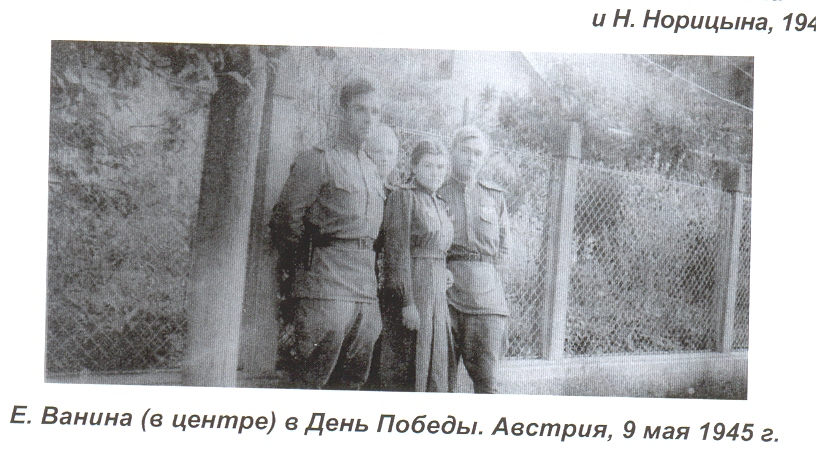 и Н. Норицына, 194
Е. Ванина (в центре) в День Победы. Австрия, 9 мая 1945 г.